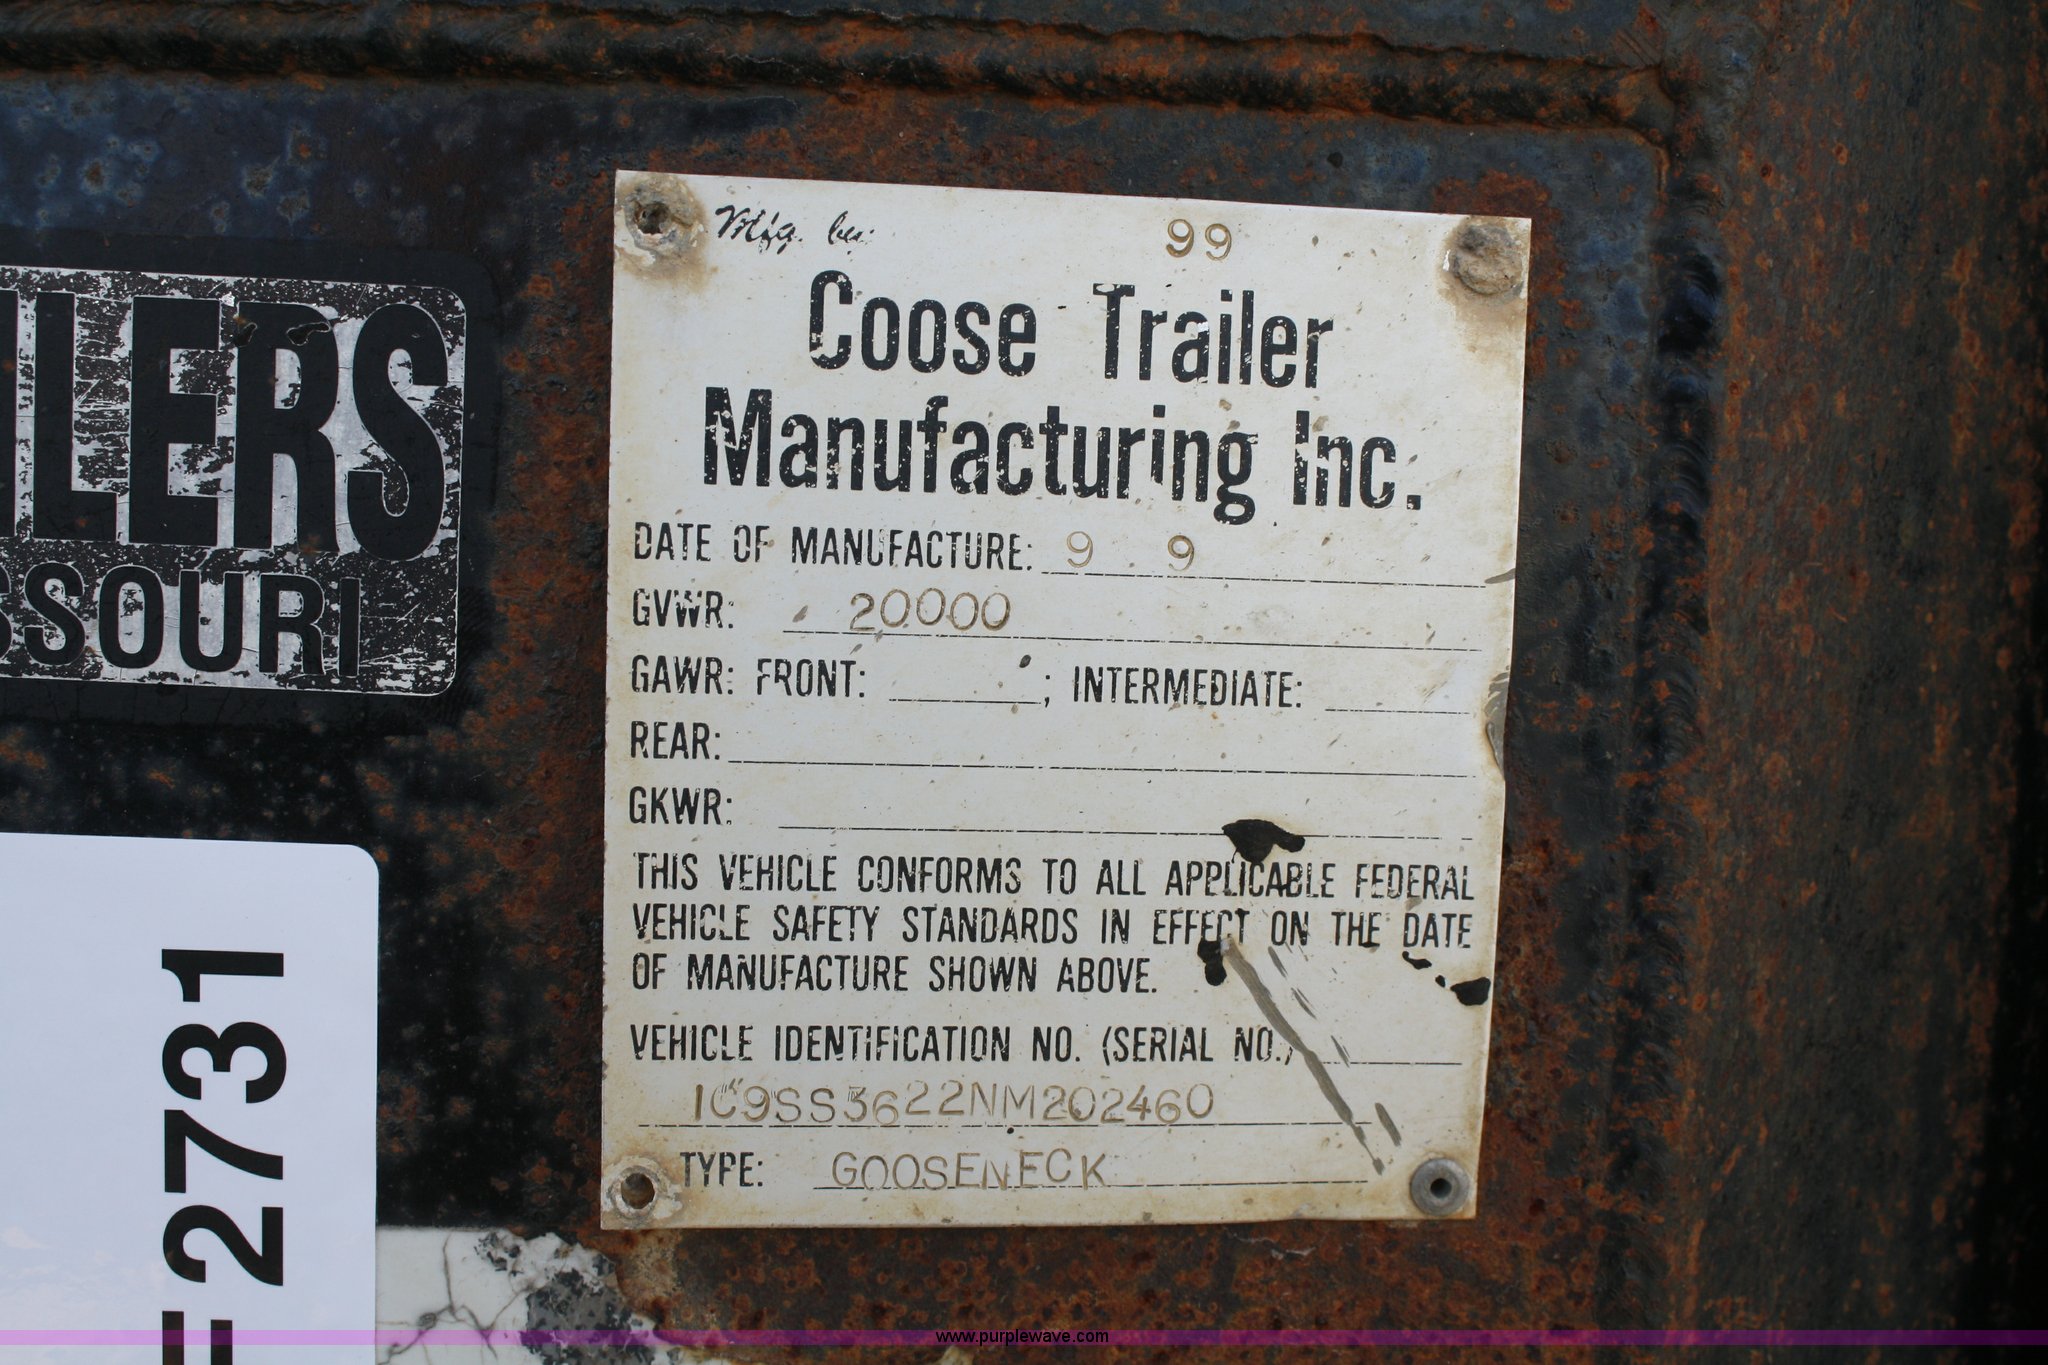 ILERS
SSOURI
2731
Mfg. by: 99
Coose Trailer
Manufacturing Inc.
DATE OF MANUFACTURE: 9 9
GVWR: 20000
GAWR: FRONT: ; INTERMEDIATE:
REAR:
GKWR:
THIS VEHICLE CONFORMS TO ALL APPLICABLE FEDERAL
VEHICLE SAFETY STANDARDS IN EFFECT ON THE DATE
OF MANUFACTURE SHOWN ABOVE.
VEHICLE IDENTIFICATION NO. (SERIAL NO.)
1C9SS3622NM202460
TYPE: GOOSENECK
www.purplewave.com